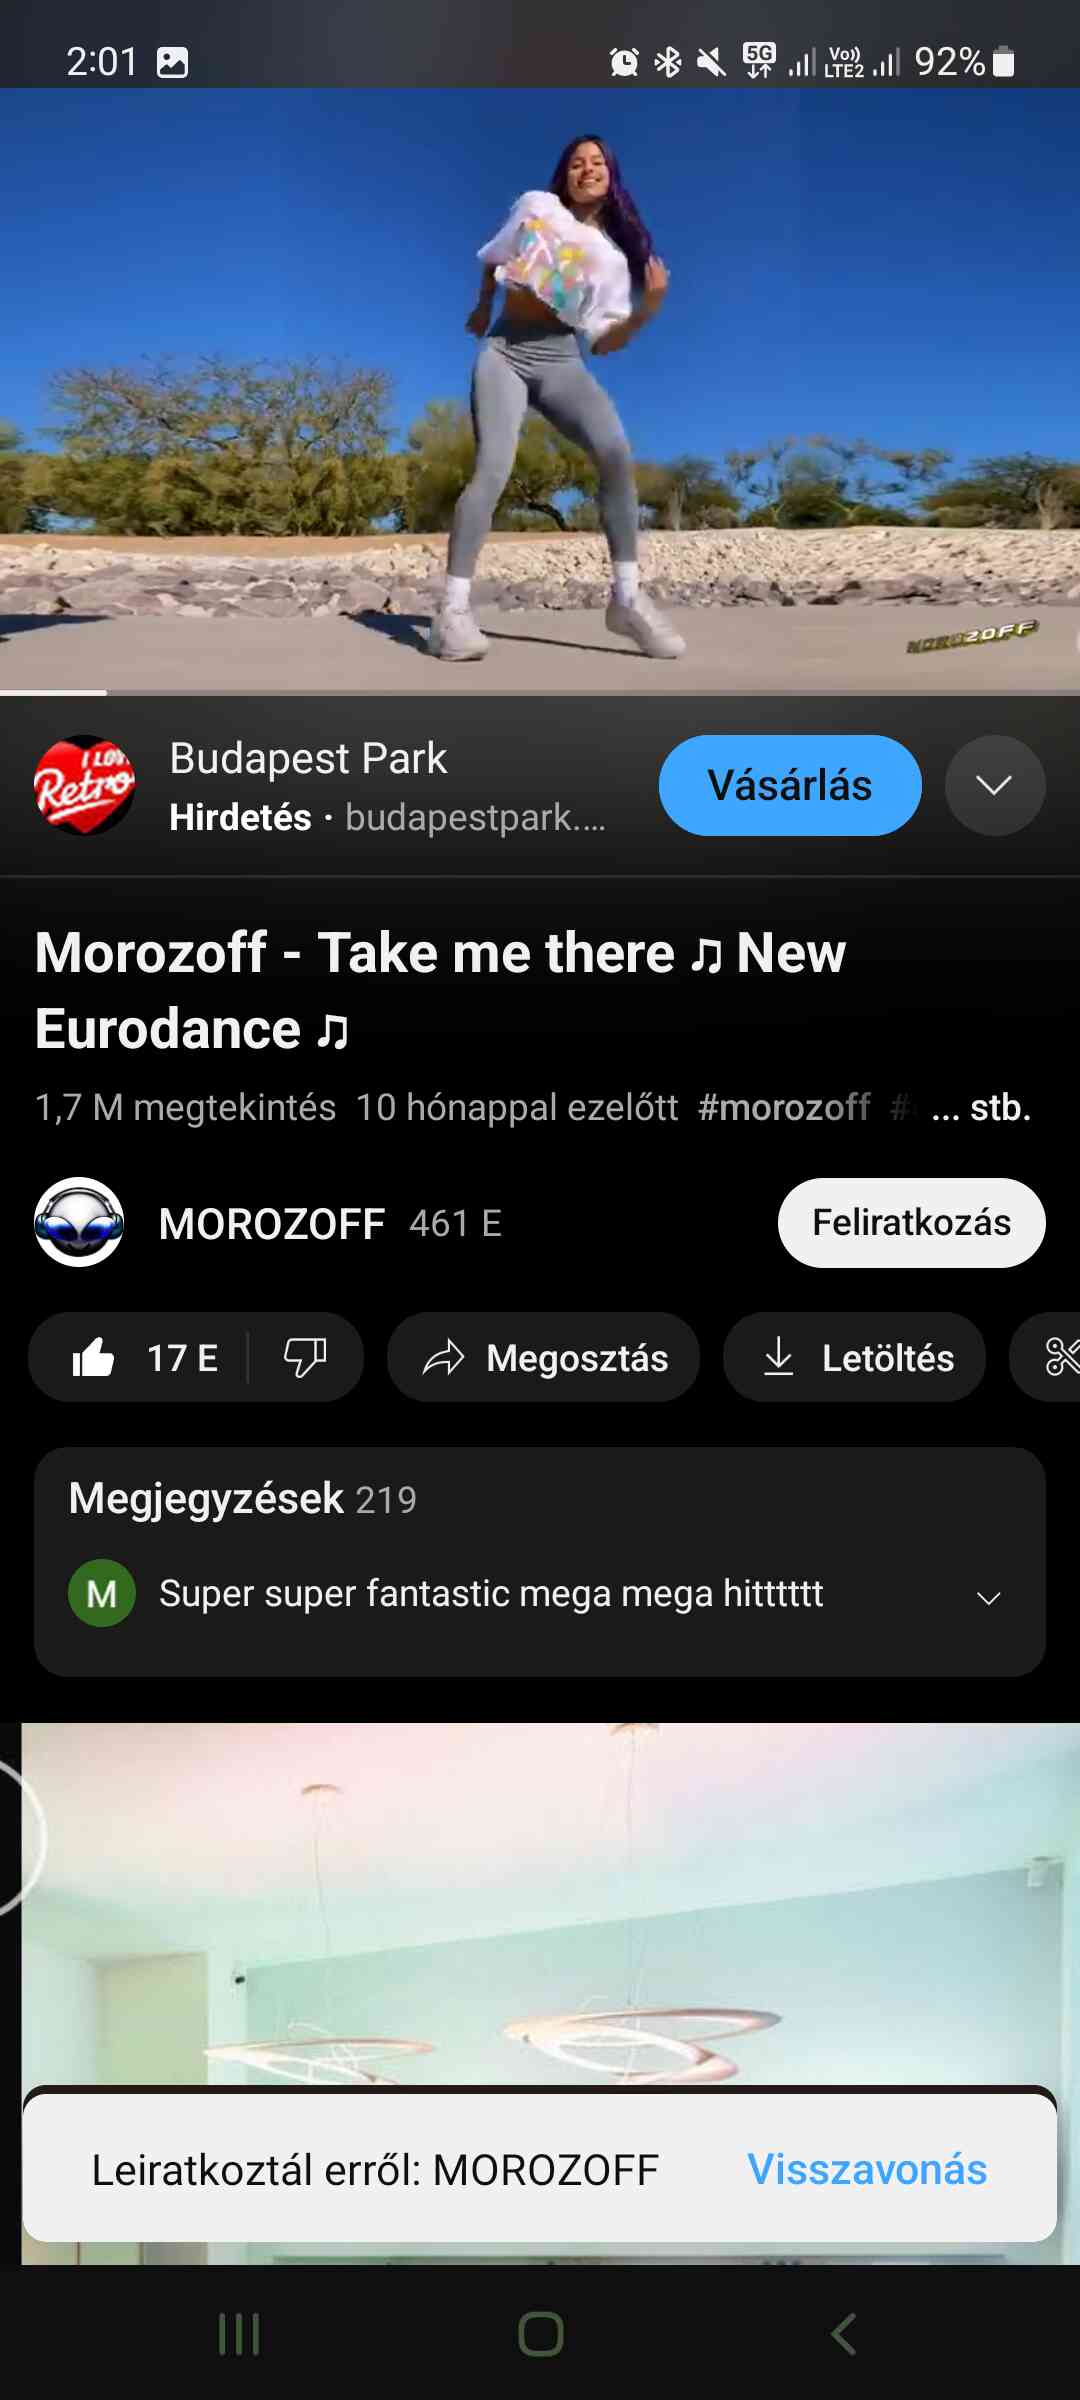 2:01
5G
Vo))
LTE2
92%
MOROZOFF
I LOV
Retro
Budapest Park
Vásárlás
Hirdetés · budapestpark....
Morozoff - Take me there ♫ New
Eurodance ♫
1,7 M megtekintés 10 hónappal ezelőtt #morozoff # ... stb.
MOROZOFF 461 E
Feliratkozás
17 E
Megosztás
Letöltés
Megjegyzések 219
M
Super super fantastic mega mega hitttttt
Leiratkoztál erről: MOROZOFF
Visszavonás